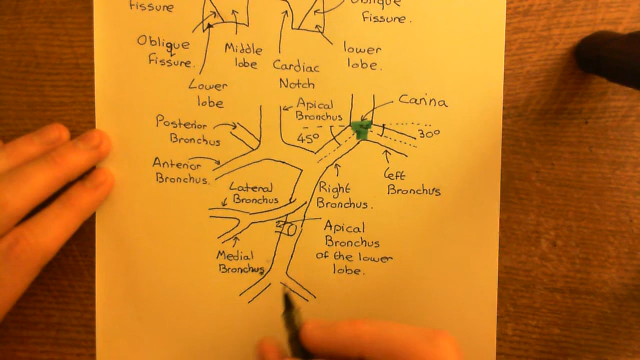 fissure
Oblique
Fissure.
Oblique
Fissure.
Middle
lobe
Cardiac
Notch
lower
lobe.
Lower
lobe
Apical
Bronchus
Carina
Posterior
Bronchus
45°
30°
Anterior
Bronchus.
Lateral
Bronchus
Right
Bronchus.
Left
Bronchus
Medial
Bronchus
Apical
Bronchus
of the lower
lobe.